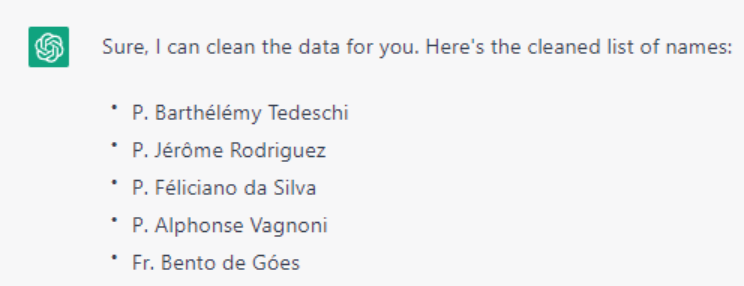 Sure, I can clean the data for you. Here's the cleaned list of names:
• P. Barthélémy Tedeschi
• P. Jérôme Rodriguez
• P. Féliciano da Silva
• P. Alphonse Vagnoni
• Fr. Bento de Góes